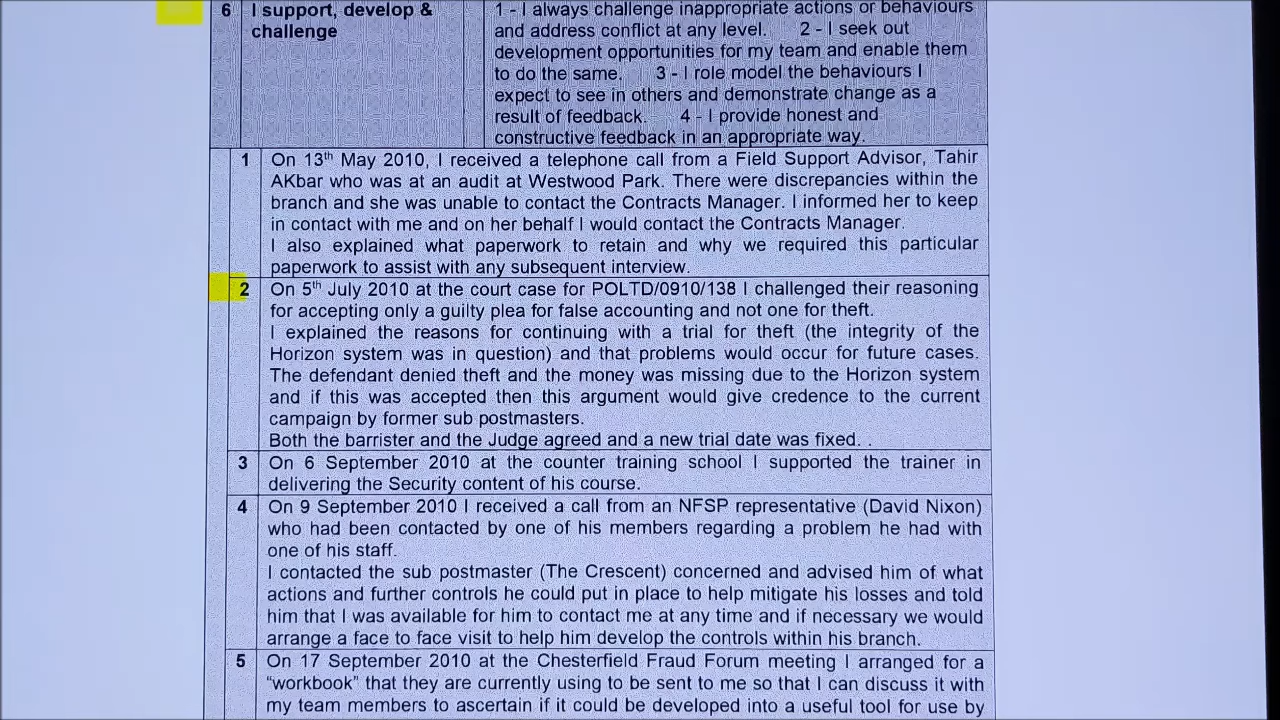 6 I support, develop & challenge
1 - I always challenge inappropriate actions or behaviours
and address conflict at any level. 2 - I seek out
development opportunities for my team and enable them
to do the same. 3 - I role model the behaviours I
expect to see in others and demonstrate change as a
result of feedback. 4 - I provide honest and
constructive feedback in an appropriate way.
1 On 13th May 2010, I received a telephone call from a Field Support Advisor, Tahir
AKbar who was at an audit at Westwood Park. There were discrepancies within the
branch and she was unable to contact the Contracts Manager. I informed her to keep
in contact with me and on her behalf I would contact the Contracts Manager.
I also explained what paperwork to retain and why we required this particular
paperwork to assist with any subsequent interview.
2 On 5th July 2010 at the court case for POLTD/0910/138 I challenged their reasoning
for accepting only a guilty plea for false accounting and not one for theft.
I explained the reasons for continuing with a trial for theft (the integrity of the
Horizon system was in question) and that problems would occur for future cases.
The defendant denied theft and the money was missing due to the Horizon system
and if this was accepted then this argument would give credence to the current
campaign by former sub postmasters.
Both the barrister and the Judge agreed and a new trial date was fixed. .
3 On 6 September 2010 at the counter training school I supported the trainer in
delivering the Security content of his course.
4 On 9 September 2010 I received a call from an NFSP representative (David Nixon)
who had been contacted by one of his members regarding a problem he had with
one of his staff.
I contacted the sub postmaster (The Crescent) concerned and advised him of what
actions and further controls he could put in place to help mitigate his losses and told
him that I was available for him to contact me at any time and if necessary we would
arrange a face to face visit to help him develop the controls within his branch.
5 On 17 September 2010 at the Chesterfield Fraud Forum meeting I arranged for a
“workbook” that they are currently using to be sent to me so that I can discuss it with
my team members to ascertain if it could be developed into a useful tool for use by